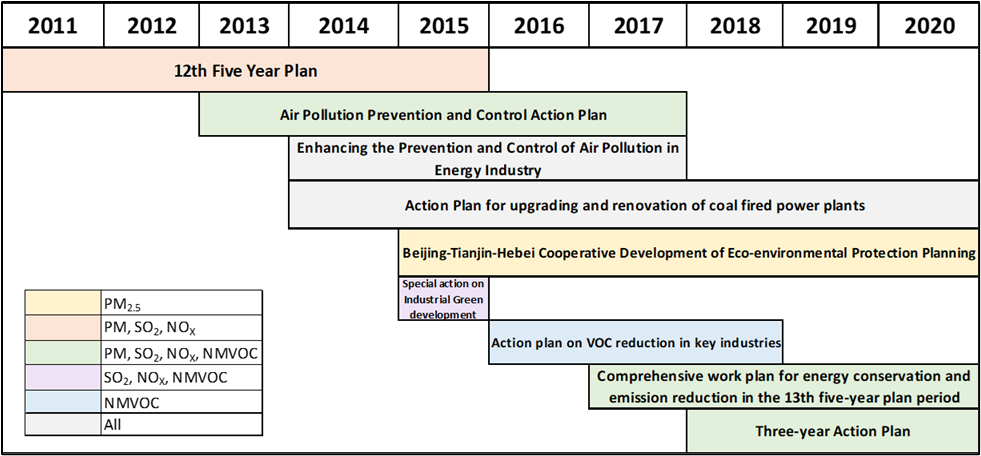 2011 2012 2013 2014 2015 2016 2017 2018 2019 2020
12th Five Year Plan
Air Pollution Prevention and Control Action Plan
Enhancing the Prevention and Control of Air Pollution in
Energy Industry
Action Plan for upgrading and renovation of coal fired power plants
Beijing-Tianjin-Hebei Cooperative Development of Eco-environmental Protection Planning
Special action on
Industrial Green
development
Action plan on VOC reduction in key industries
Comprehensive work plan for energy conservation and
emission reduction in the 13th five-year plan period
Three-year Action Plan
PM2.5
PM, SO2, NOX
PM, SO2, NOX, NMVOC
SO2, NOX, NMVOC
NMVOC
All